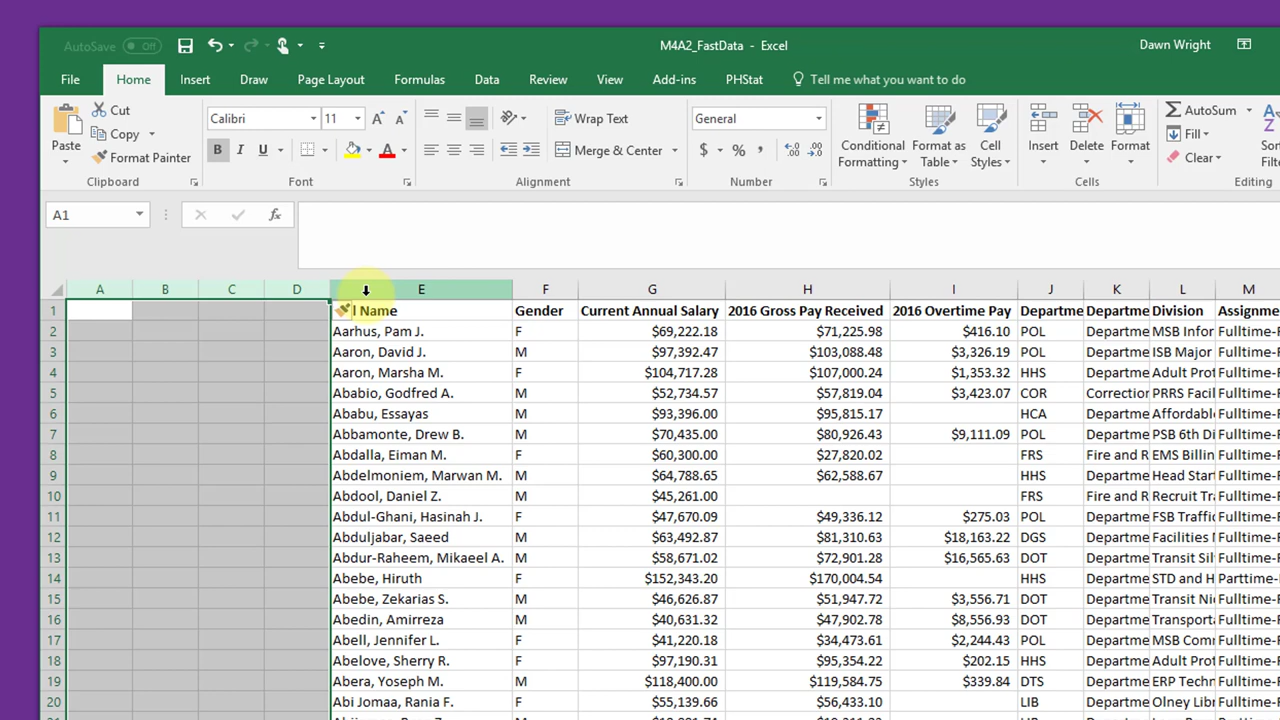 AutoSave Off M4A2_FastData - Excel Dawn Wright
File Home Insert Draw Page Layout Formulas Data Review View Add-ins PHStat Tell me what you want to do
Paste
Cut
Copy
Format Painter
Clipboard
Calibri 11
B I U A
Font
Wrap Text
Merge & Center
Alignment
General
$ % ,
Number
Conditional Formatting
Format as Table
Cell Styles
Styles
Insert Delete Format
Cells
AutoSum
Fill
Clear
Editing
A1 fx
A B C D E F G H I J K L M
1 l Name Gender Current Annual Salary 2016 Gross Pay Received 2016 Overtime Pay Departme Departme Division Assignme
2 Aarhus, Pam J. F $69,222.18 $71,225.98 $416.10 POL Departme MSB Infor Fulltime-F
3 Aaron, David J. M $97,392.47 $103,088.48 $3,326.19 POL Departme ISB Major Fulltime-F
4 Aaron, Marsha M. F $104,717.28 $107,000.24 $1,353.32 HHS Departme Adult Prot Fulltime-F
5 Ababio, Godfred A. M $52,734.57 $57,819.04 $3,423.07 COR Correction PRRS Facil Fulltime-F
6 Ababu, Essayas M $93,396.00 $95,815.17 HCA Departme Affordabl Fulltime-F
7 Abbamonte, Drew B. M $70,435.00 $80,926.43 $9,111.09 POL Departme PSB 6th Di Fulltime-F
8 Abdalla, Eiman M. F $60,300.00 $27,820.02 FRS Fire and R EMS Billin Fulltime-F
9 Abdelmoniem, Marwan M. M $64,788.65 $62,588.67 HHS Departme Head Start Fulltime-F
10 Abdool, Daniel Z. M $45,261.00 FRS Fire and R Recruit Tra Fulltime-F
11 Abdul-Ghani, Hasinah J. F $47,670.09 $49,336.12 $275.03 POL Departme FSB Traffic Fulltime-F
12 Abduljabar, Saeed M $63,492.87 $81,310.63 $18,163.22 DGS Departme Facilities Fulltime-F
13 Abdur-Raheem, Mikaeel A. M $58,671.02 $72,901.28 $16,565.63 DOT Departme Transit Sil Fulltime-F
14 Abebe, Hiruth F $152,343.20 $170,004.54 HHS Departme STD and H Parttime-F
15 Abebe, Zekarias S. M $46,626.87 $51,947.72 $3,556.71 DOT Departme Transit Nic Fulltime-F
16 Abedin, Amirreza M $40,631.32 $47,902.78 $8,556.93 DOT Departme Transporta Fulltime-F
17 Abell, Jennifer L. F $41,220.18 $34,473.61 $2,244.43 POL Departme MSB Comm Fulltime-F
18 Abelove, Sherry R. F $97,190.31 $95,354.22 $202.15 HHS Departme Adult Prot Fulltime-F
19 Abera, Yoseph M. M $118,400.00 $119,584.75 $339.84 DTS Departme ERP Techn Fulltime-F
20 Abi Jomaa, Rania F. F $55,139.66 $56,433.10 LIB Departme Olney Libr Fulltime-F